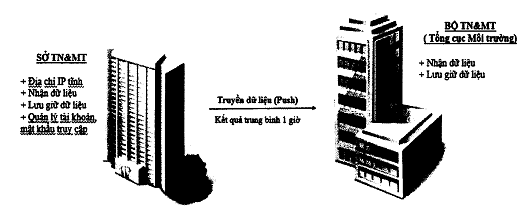 SỞ TN&MT
+ Địa chỉ IP tĩnh
+ Nhận dữ liệu
+ Lưu giữ dữ liệu
+ Quản lý tài khoản,
mật khẩu truy cập
Truyền dữ liệu (Push)
Kết quả trung bình 1 giờ
BỘ TN&MT
( Tổng cục Môi trường)
+ Nhận dữ liệu
+ Lưu giữ dữ liệu